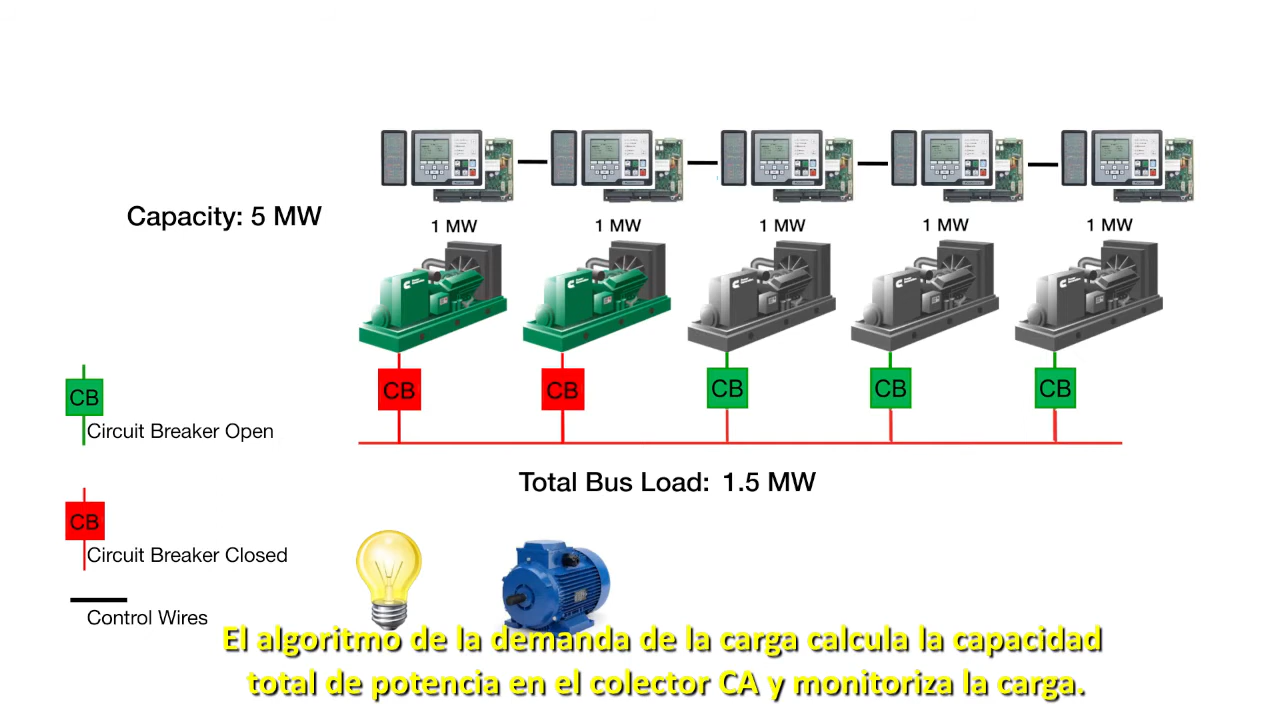 Capacity: 5 MW
1 MW
1 MW
1 MW
1 MW
1 MW
CB
CB
CB
CB
CB
CB
Circuit Breaker Open
Total Bus Load: 1.5 MW
CB
Circuit Breaker Closed
Control Wires
El algoritmo de la demanda de la carga calcula la capacidad
total de potencia en el colector CA y monitoriza la carga.